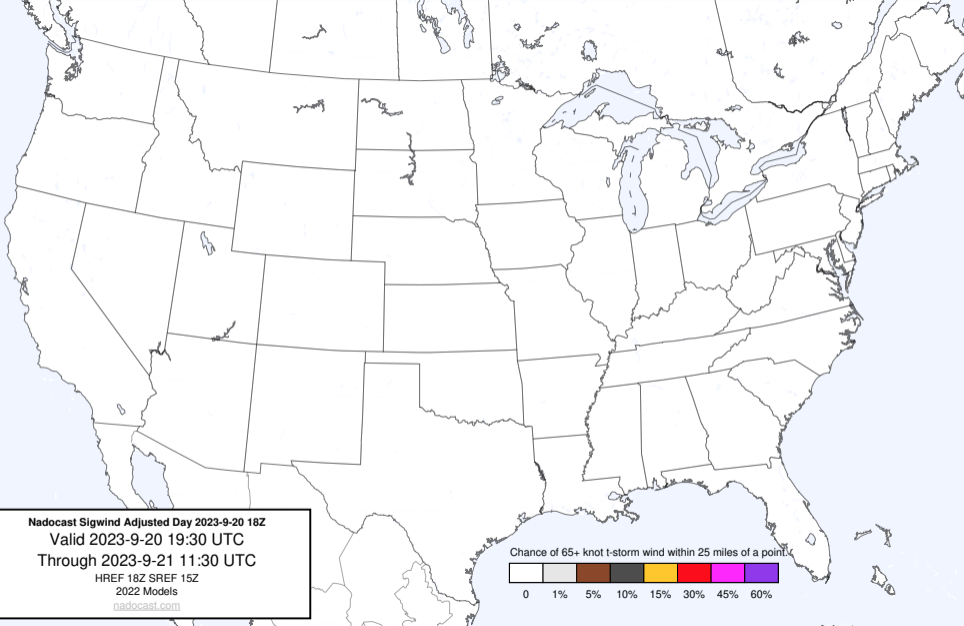 Nadocast Sigwind Adjusted Day 2023-9-20 18Z
Valid 2023-9-20 19:30 UTC
Through 2023-9-21 11:30 UTC
HREF 18Z SREF 15Z
2022 Models
nadocast.com
Chance of 65+ knot t-storm wind within 25 miles of a point.
0 1% 5% 10% 15% 30% 45% 60%